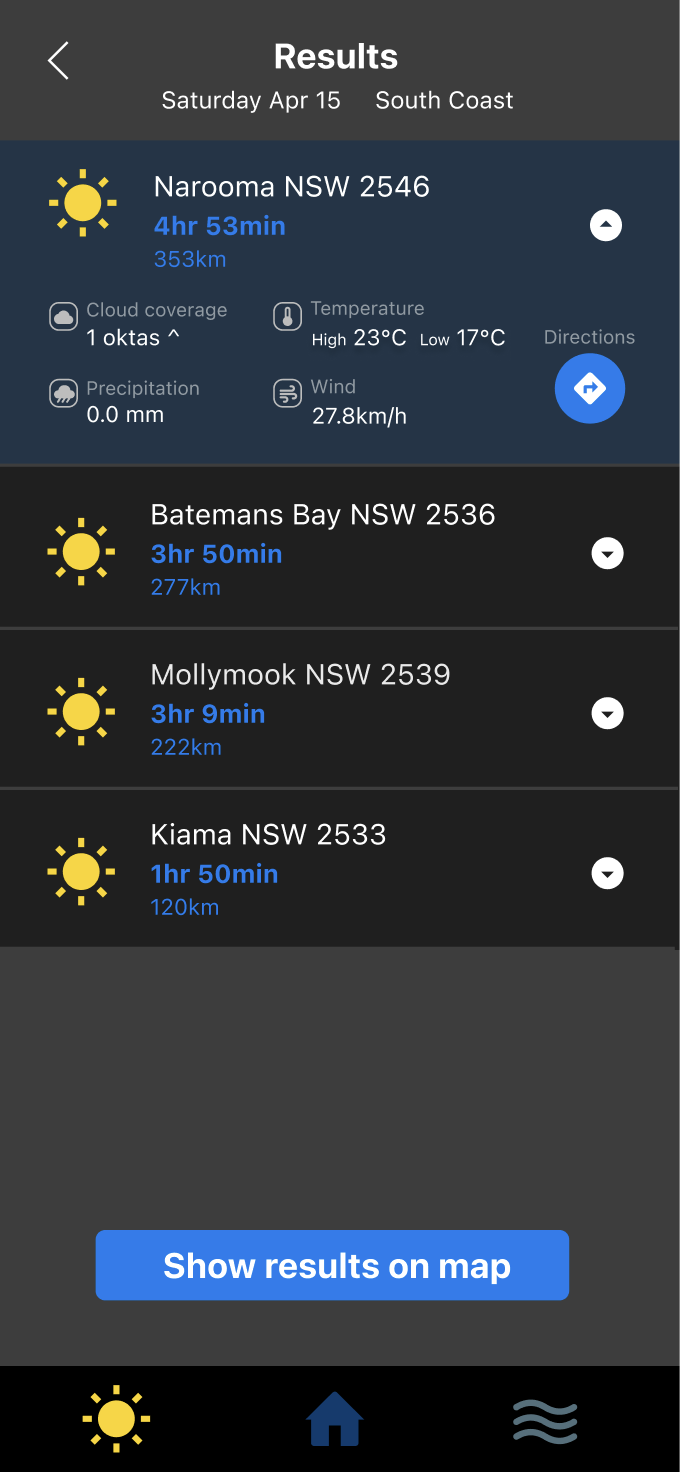 Results
Saturday Apr 15 South Coast
Narooma NSW 2546
4hr 53min
353km
Cloud coverage
1 oktas ^
Temperature
High 23°C Low 17°C
Directions
Precipitation
0.0 mm
Wind
27.8km/h
Batemans Bay NSW 2536
3hr 50min
277km
Mollymook NSW 2539
3hr 9min
222km
Kiama NSW 2533
1hr 50min
120km
Show results on map